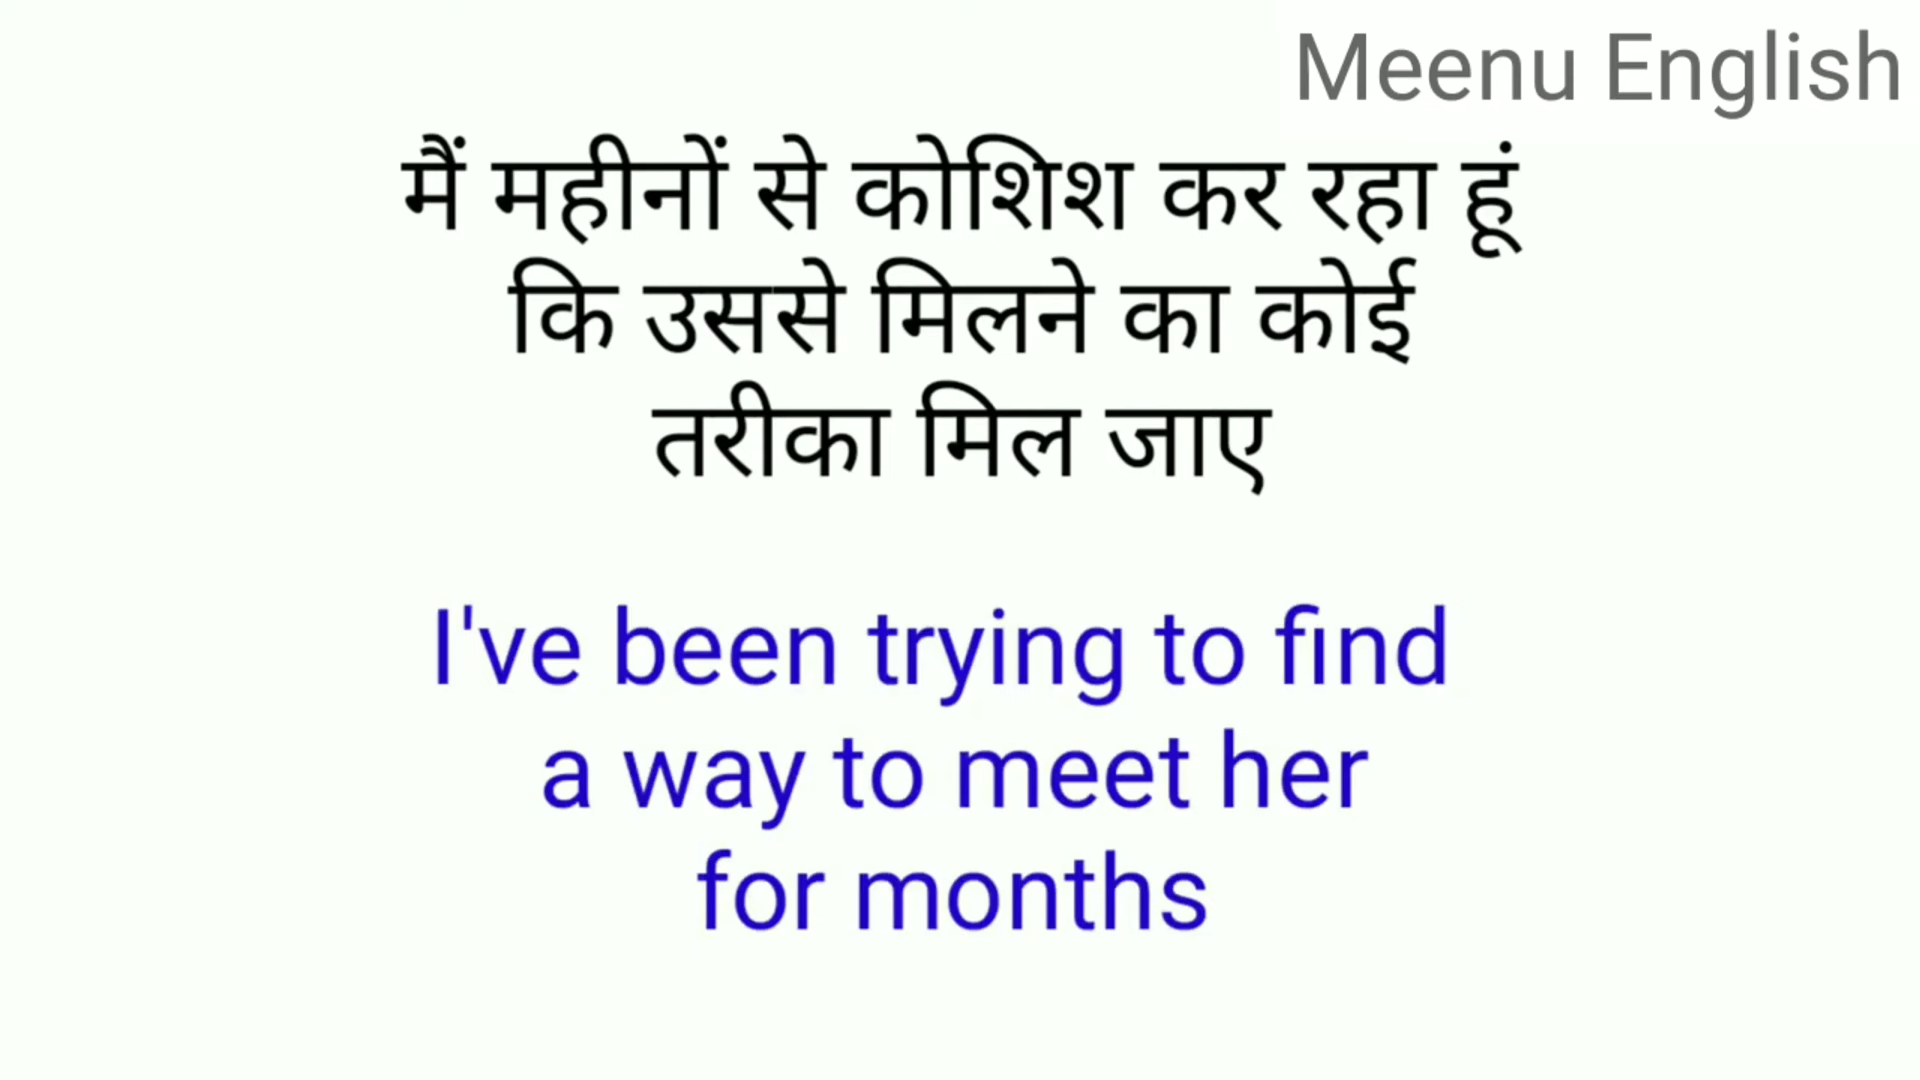 Meenu English
मैं महीनों से कोशिश कर रहा हूं
कि उससे मिलने का कोई
तरीका मिल जाए
I've been trying to find
a way to meet her
for months